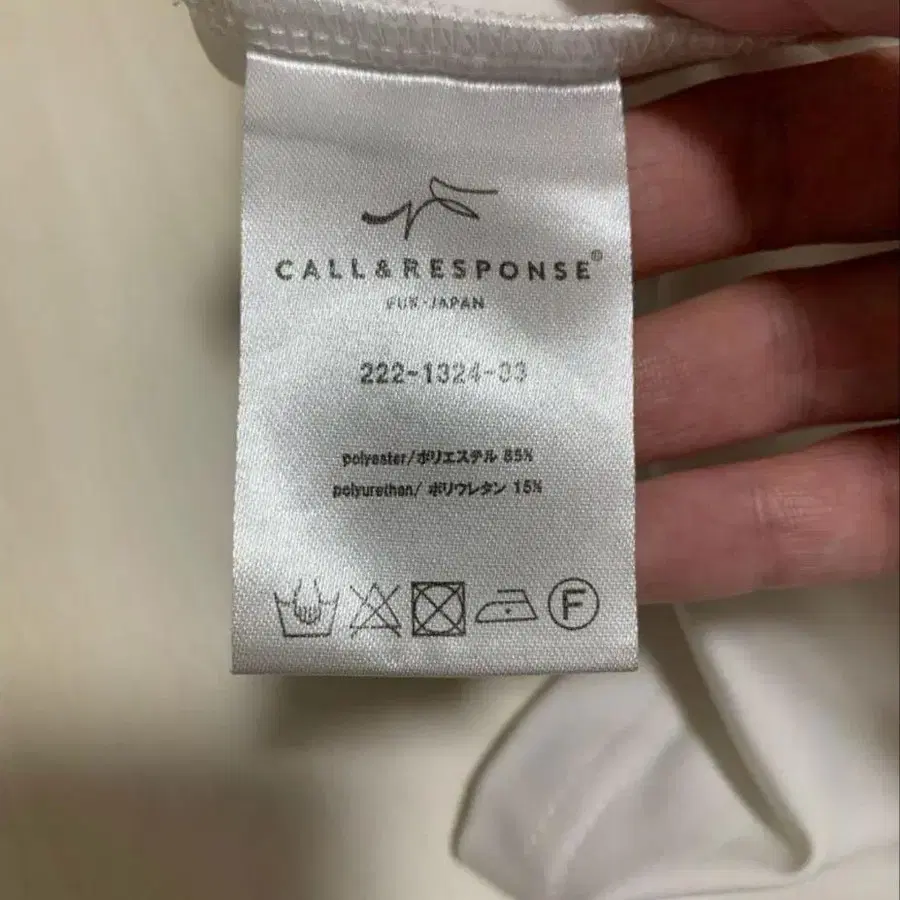 CALL&RESPONSE®
FUK-JAPAN
222-1324-33
polyester/ポリエステル 85%
polyurethan/ ポリウレタン 15%
F